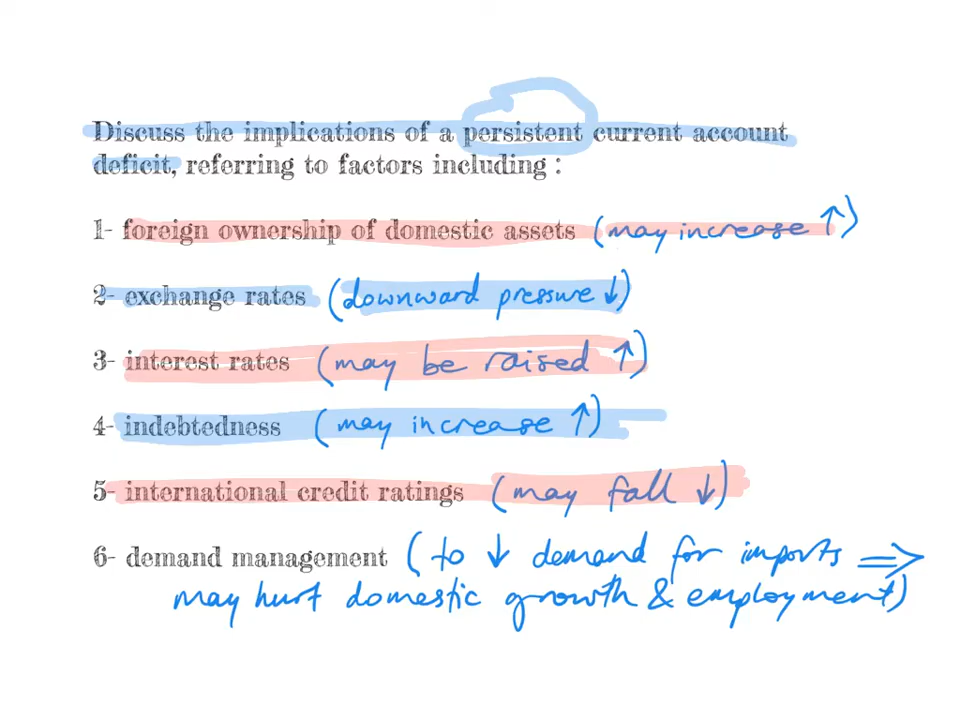 Discuss the implications of a persistent current account
deficit, referring to factors including :
1- foreign ownership of domestic assets (may increase ↑)
2- exchange rates (downward pressure ↓)
3- interest rates (may be raised ↑)
4- indebtedness (may increase ↑)
5- international credit ratings (may fall ↓)
6- demand management (to ↓ demand for imports ⇒
may hurt domestic growth & employment)